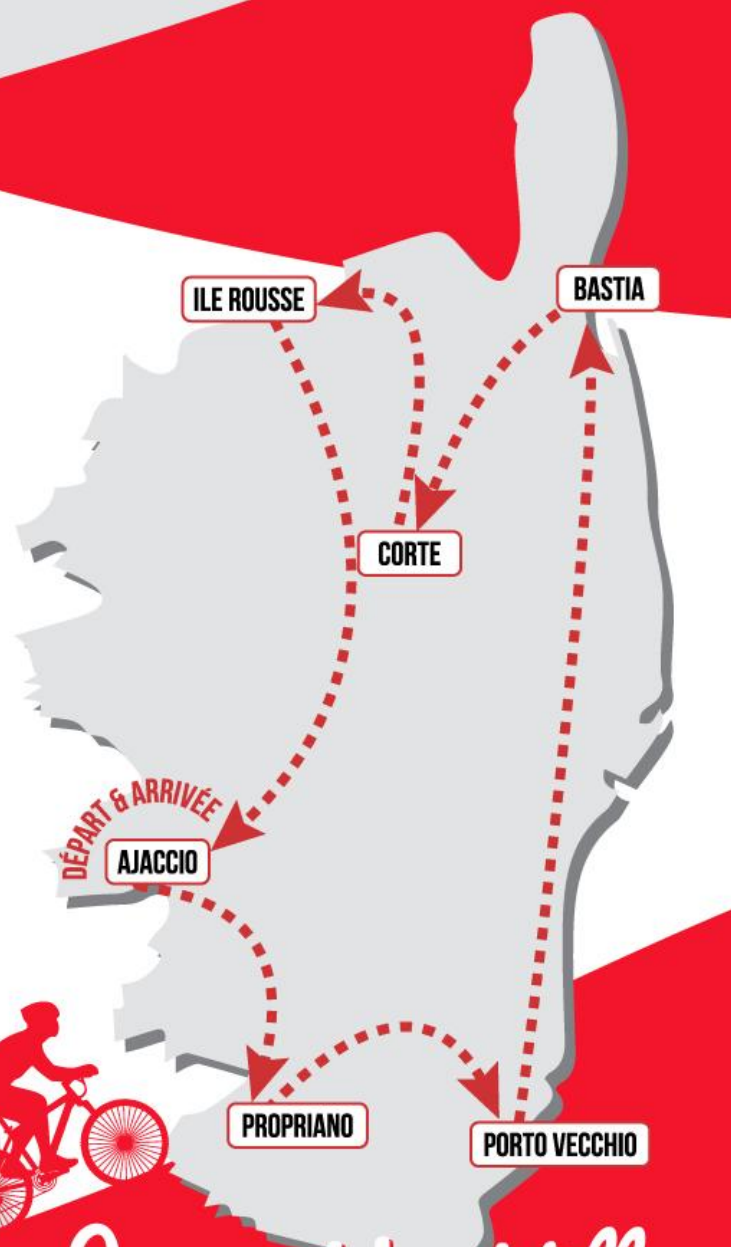 ILE ROUSSE
BASTIA
CORTE
DÉPART & ARRIVÉE
AJACCIO
PROPRIANO
PORTO VECCHIO